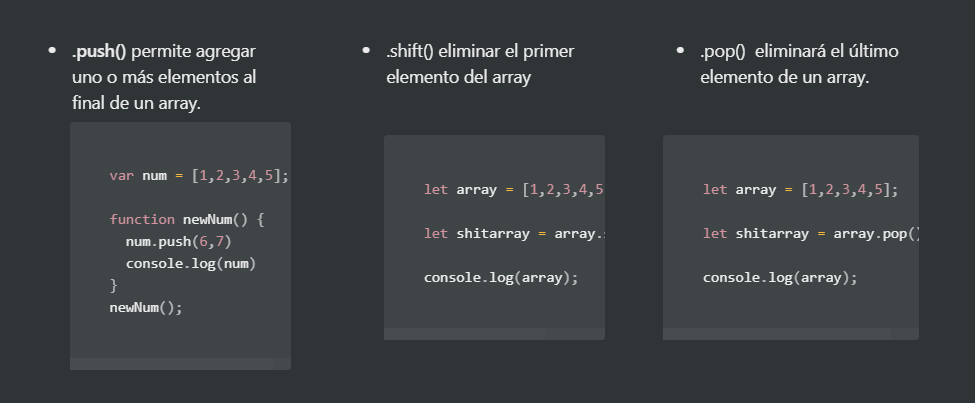 • .push() permite agregar
uno o más elementos al
final de un array.
var num = [1,2,3,4,5];
function newNum() {
num.push(6,7)
console.log(num)
}
newNum();
• .shift() eliminar el primer
elemento del array
let array = [1,2,3,4,5
let shitarray = array.
console.log(array);
• .pop()  eliminará el último
elemento de un array.
let array = [1,2,3,4,5];
let shitarray = array.pop()
console.log(array);